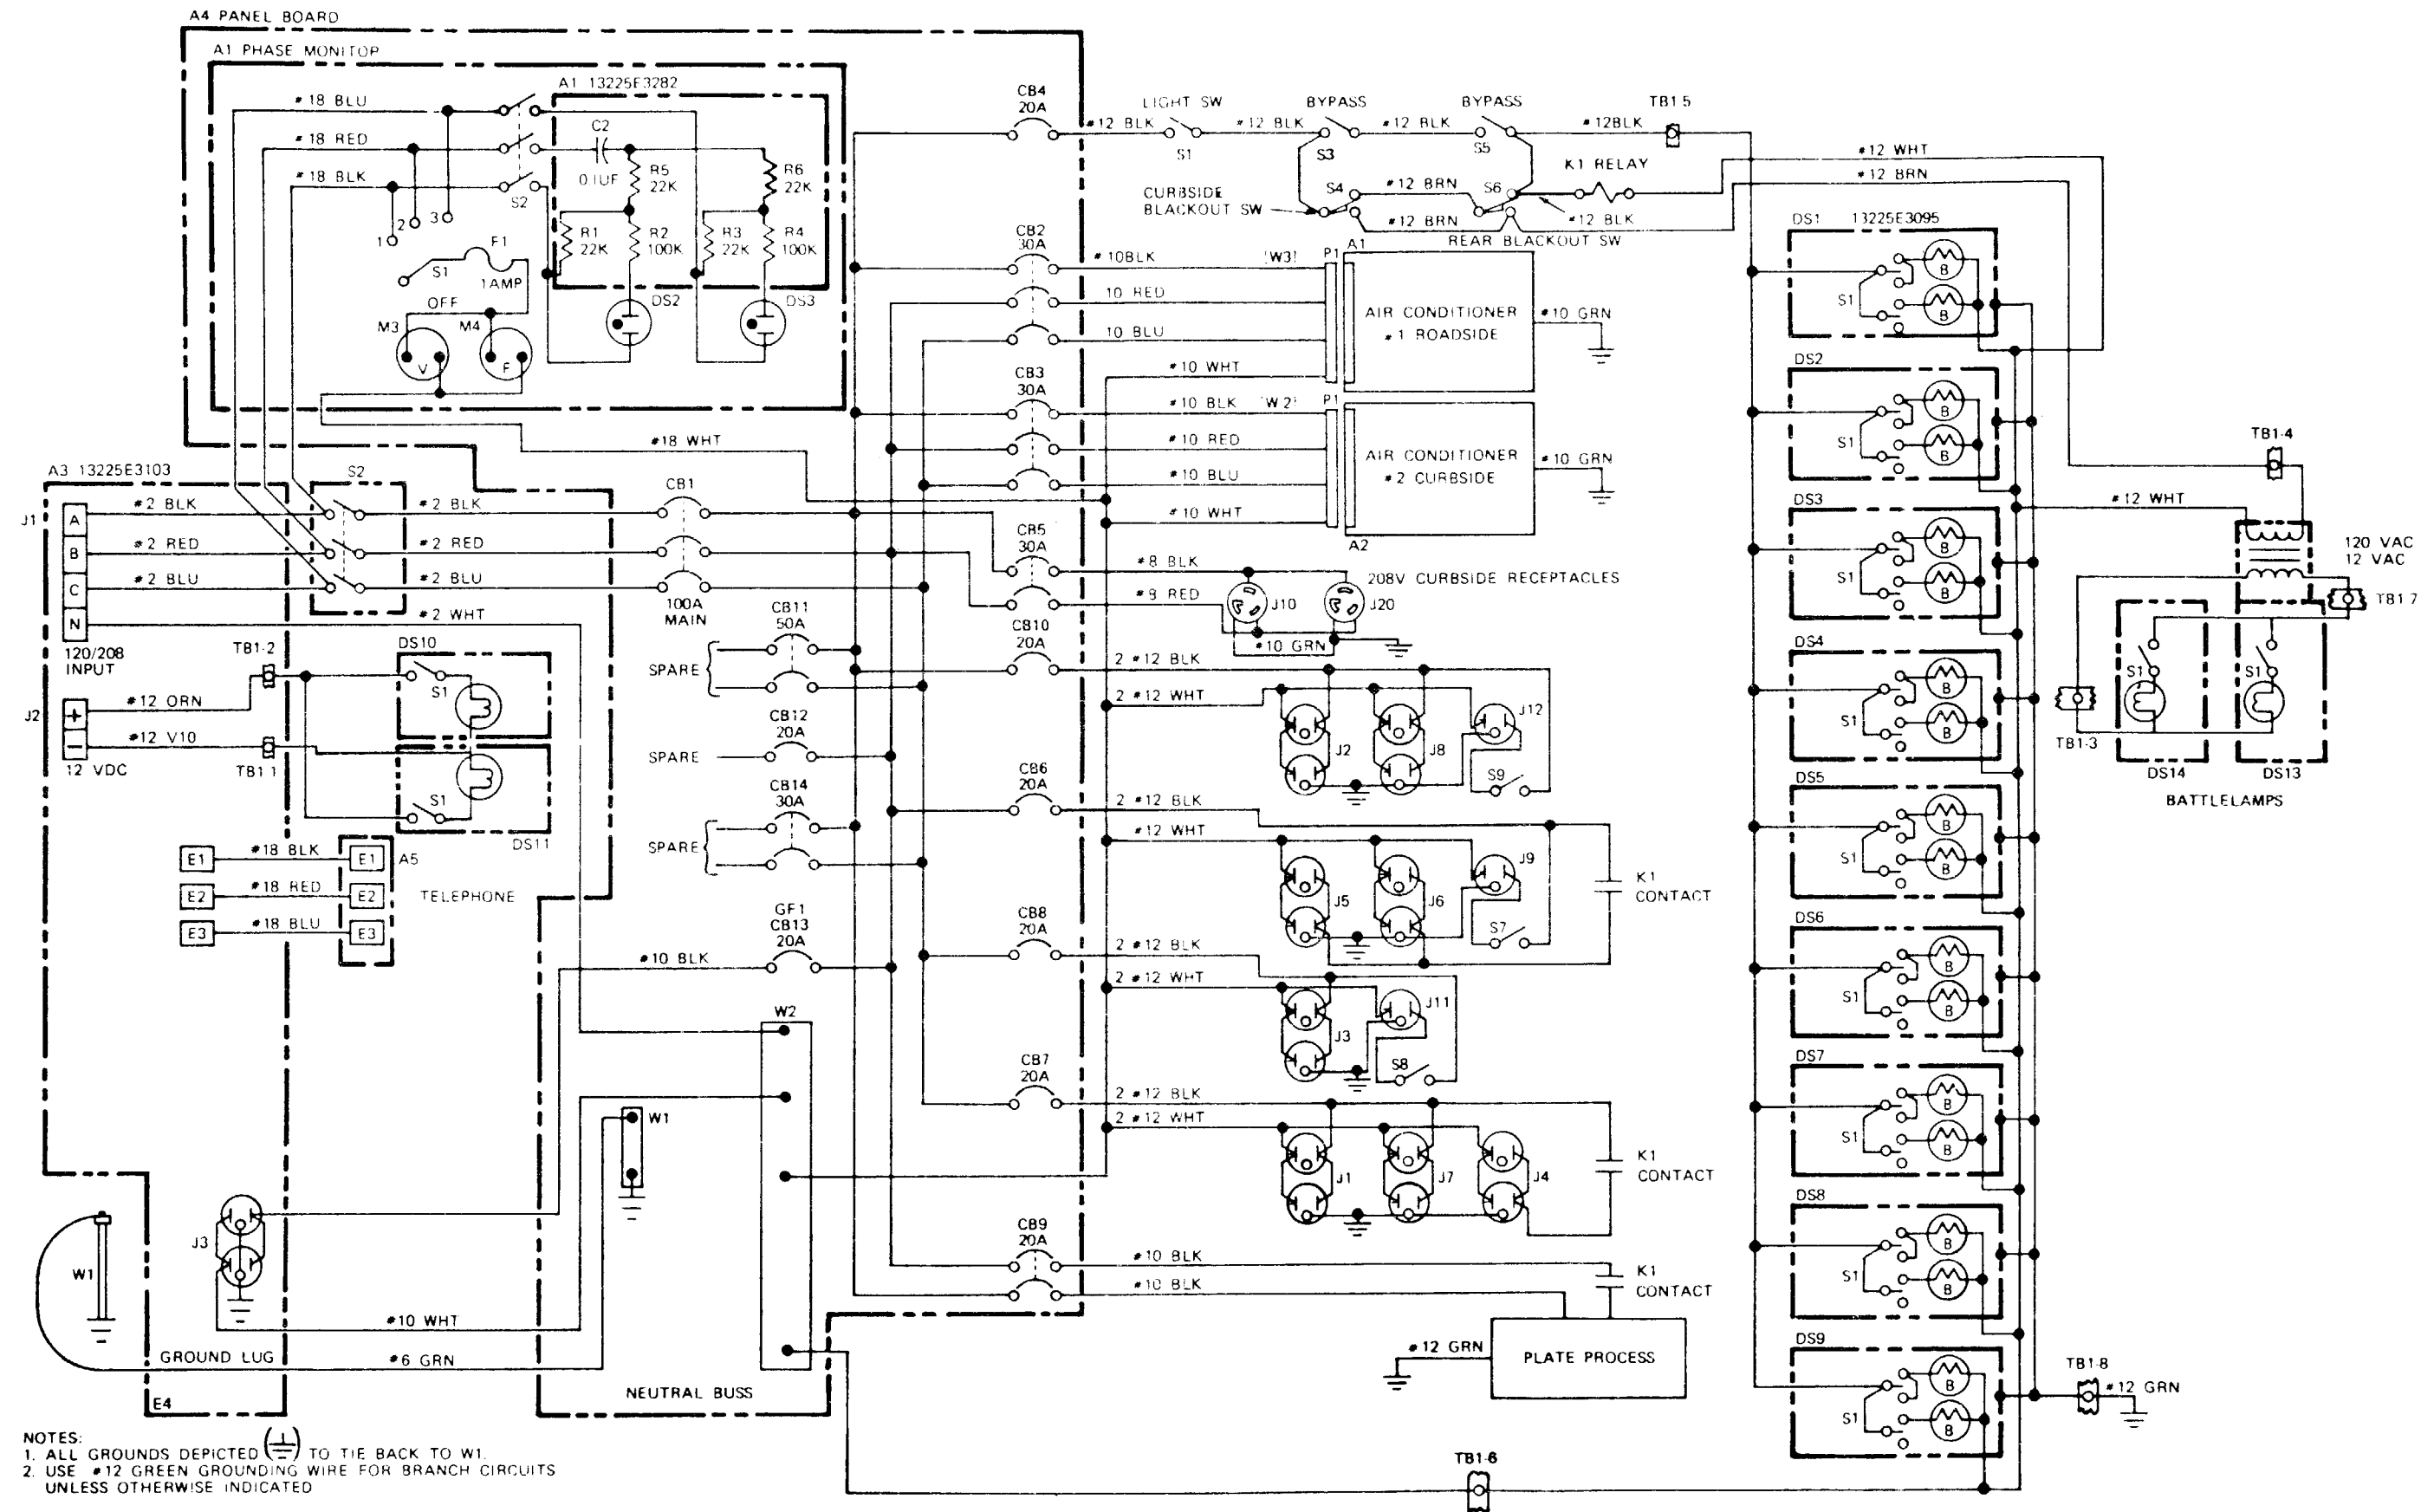 A4 PANEL BOARD
A1 PHASE MONITOP
A1 13225E3282
# 18 BLU
# 18 RED
# 18 BLK
S2
C2
0.1UF
R5
22K
R6
22K
R1
22K
R2
100K
R3
22K
R4
100K
1
2
3
F1
1AMP
S1
OFF
M3
V
M4
F
DS2
DS3
#18 WHT
CB4
20A
#12 BLK
LIGHT SW
S1
#12 BLK
BYPASS
S3
#12 BLK
BYPASS
S5
#12BLK
TB1 5
K1 RELAY
#12 WHT
#12 BRN
CURBSIDE
BLACKOUT SW
S4
#12 BRN
#12 BRN
S6
#12 BLK
REAR BLACKOUT SW
CB2
30A
# 10BLK
10 RED
10 BLU
#10 WHT
W3
P1
A1
AIR CONDITIONER
#1 ROADSIDE
#10 GRN
CB3
30A
#10 BLK
#10 RED
#10 BLU
#10 WHT
W2
P1
AIR CONDITIONER
#2 CURBSIDE
A2
#10 GRN
A3 13225E3103
J1
A
B
C
N
#2 BLK
#2 RED
#2 BLU
120/208
INPUT
S2
#2 BLK
#2 RED
#2 BLU
#2 WHT
CB1
100A
MAIN
CB5
30A
#8 BLK
#8 RED
J10
J20
208V CURBSIDE RECEPTACLES
#10 GRN
J2
+
−
#12 ORN
#12 V10
12 VDC
TB1-2
TB1 1
DS10
S1
S1
DS11
CB11
50A
SPARE
CB12
20A
SPARE
CB14
30A
SPARE
CB10
20A
2 #12 BLK
2 #12 WHT
J2
J8
J12
S9
E1
E2
E3
#18 BLK
#18 RED
#18 BLU
E1
E2
E3
A5
TELEPHONE
CB6
20A
2 #12 BLK
#12 WHT
J5
J6
J9
S7
K1
CONTACT
GF1
CB13
20A
#10 BLK
CB8
20A
2 #12 BLK
2 #12 WHT
J3
J11
S8
CB7
20A
2 #12 BLK
2 #12 WHT
J1
J7
J4
K1
CONTACT
W2
W1
CB9
20A
#10 BLK
#10 BLK
K1
CONTACT
PLATE PROCESS
#12 GRN
J3
W1
#10 WHT
GROUND LUG
#6 GRN
E4
NEUTRAL BUSS
DS1
13225E3095
S1
B
B
DS2
S1
B
B
DS3
S1
B
B
DS4
S1
B
B
DS5
S1
B
B
DS6
S1
B
B
DS7
S1
B
B
DS8
S1
B
B
DS9
S1
B
B
TB1-4
#12 WHT
120 VAC
12 VAC
TB1 7
TB1-3
S1
S1
DS14
DS13
BATTLELAMPS
TB1-8
#12 GRN
TB1-6
NOTES:
1. ALL GROUNDS DEPICTED ( ) TO TIE BACK TO W1.
2. USE #12 GREEN GROUNDING WIRE FOR BRANCH CIRCUITS
UNLESS OTHERWISE INDICATED